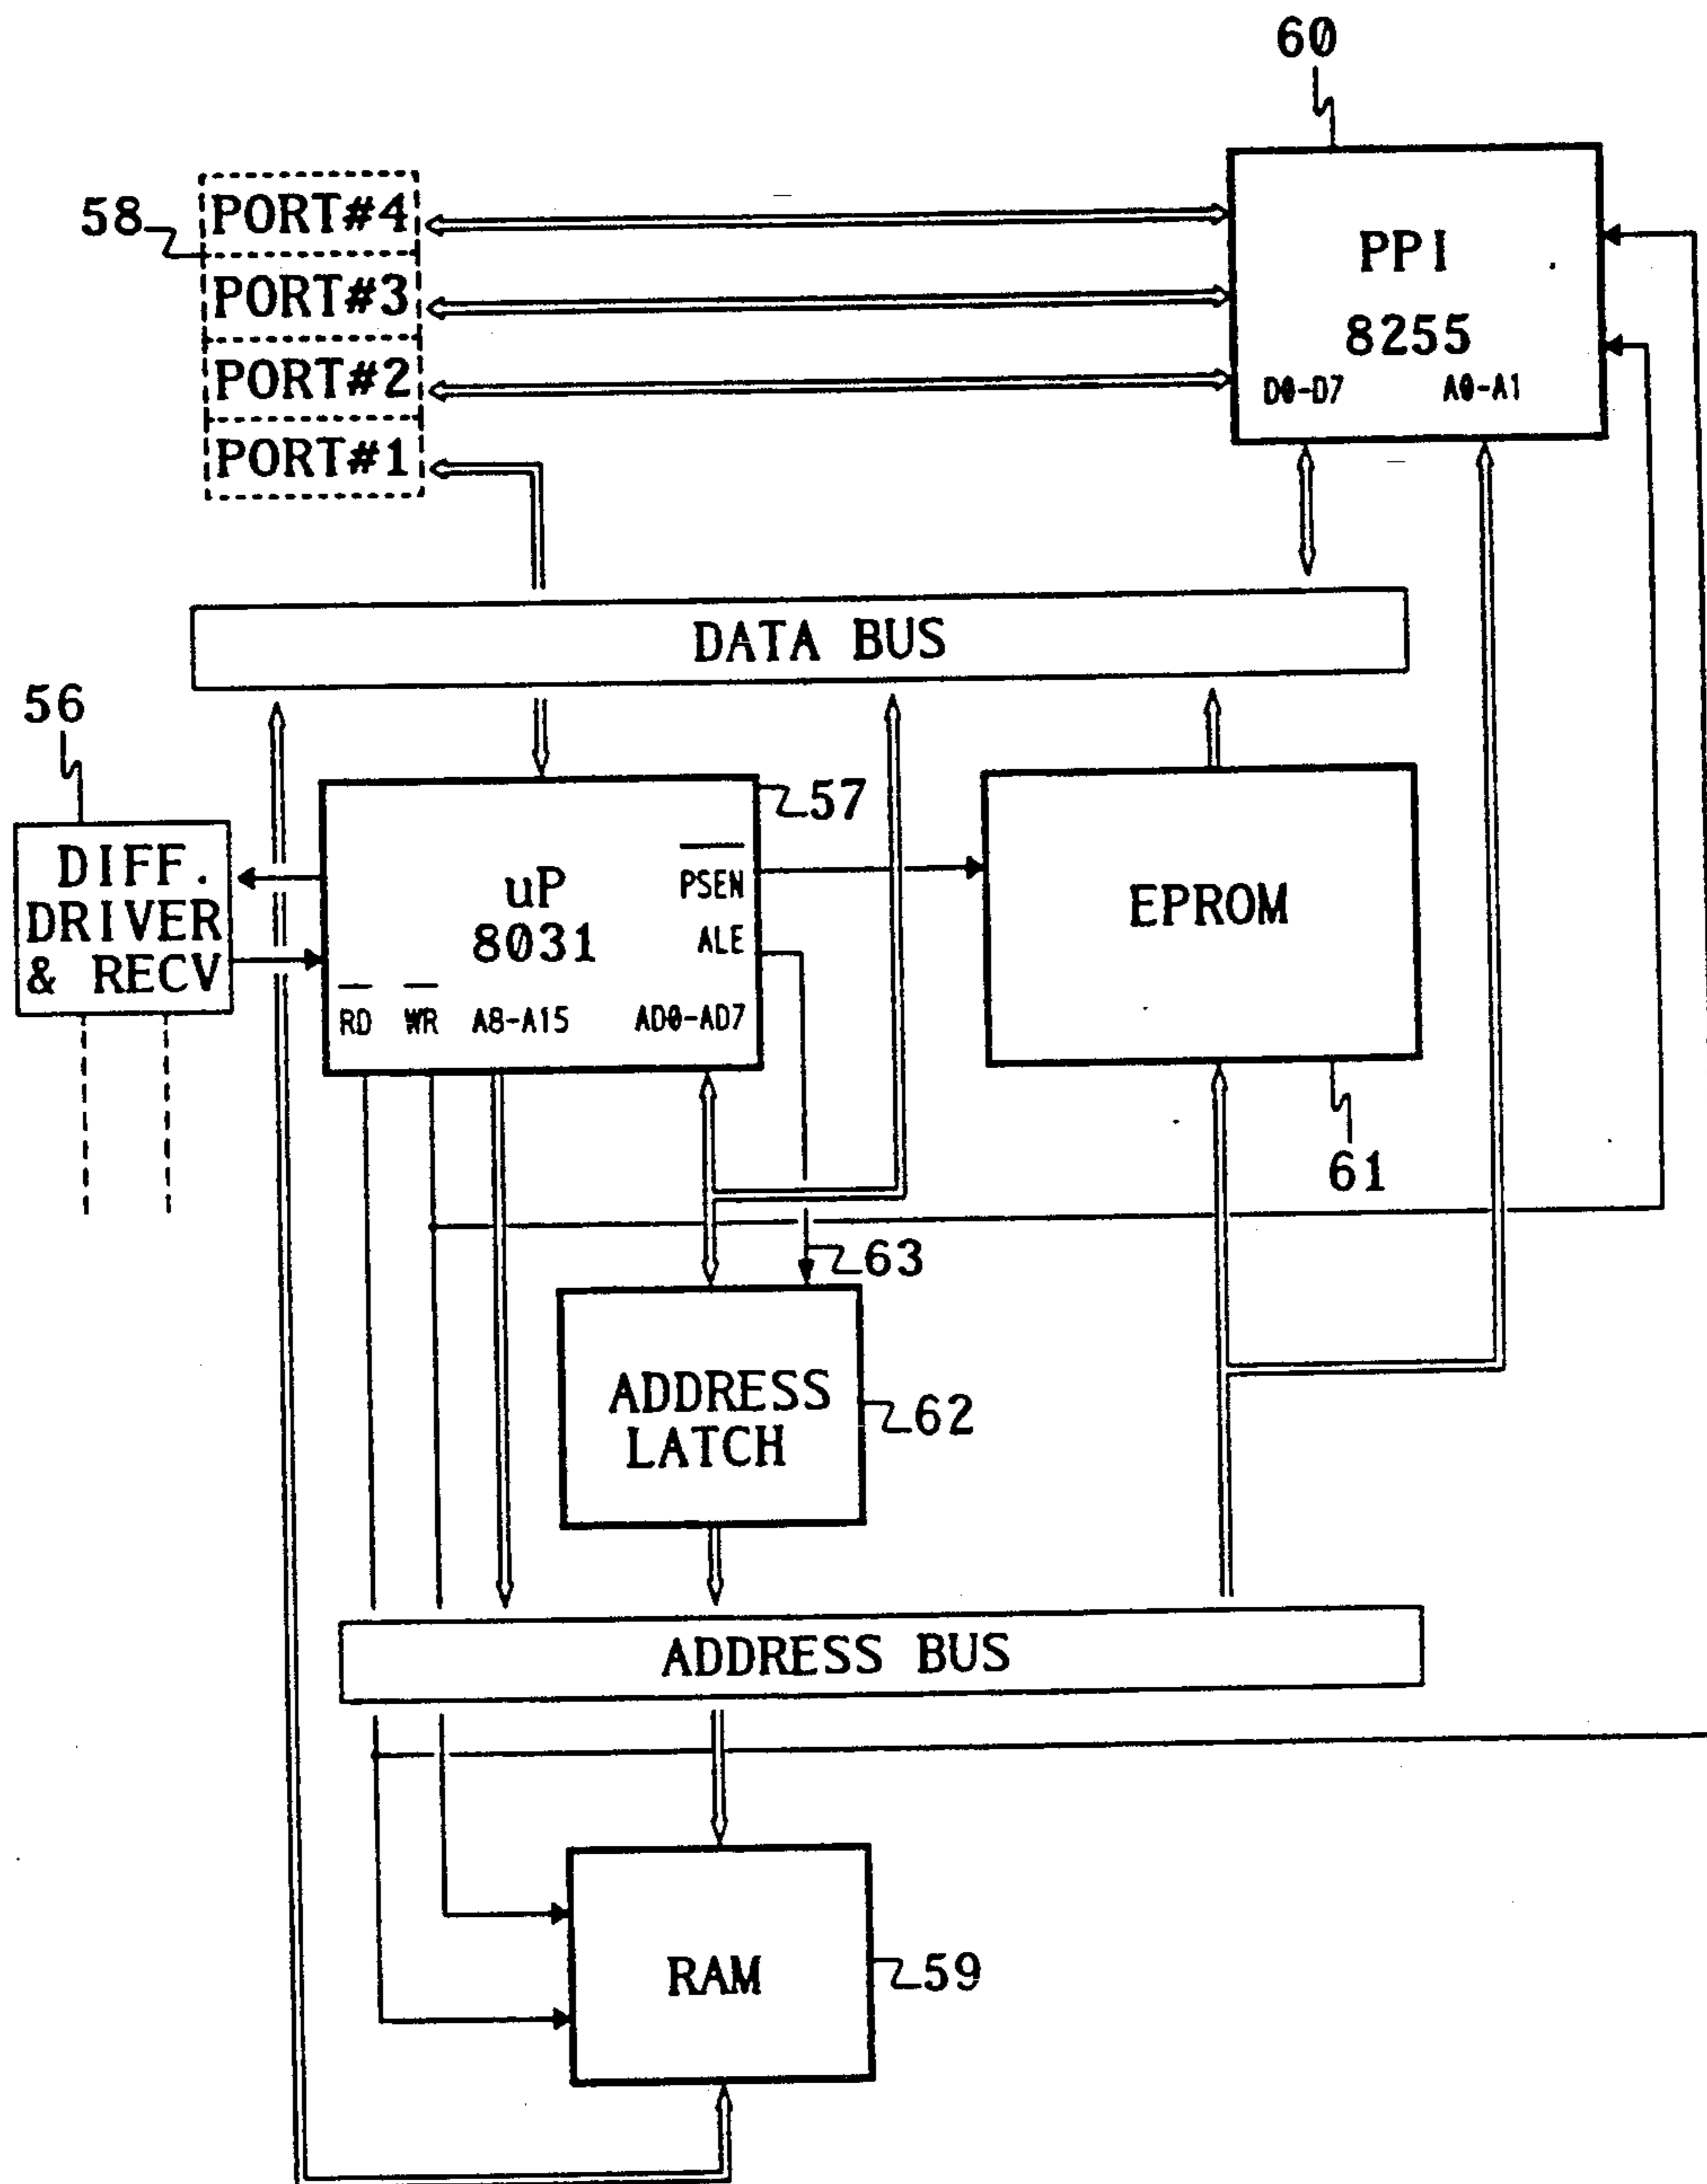 60
58
PORT#4
PORT#3
PORT#2
PORT#1
PPI
8255
D0-D7 A0-A1
DATA BUS
56
DIFF.
DRIVER
& RECV
57
uP
8031
PSEN
ALE
RD WR A8-A15 AD0-AD7
EPROM
61
63
ADDRESS
LATCH
62
ADDRESS BUS
RAM
59